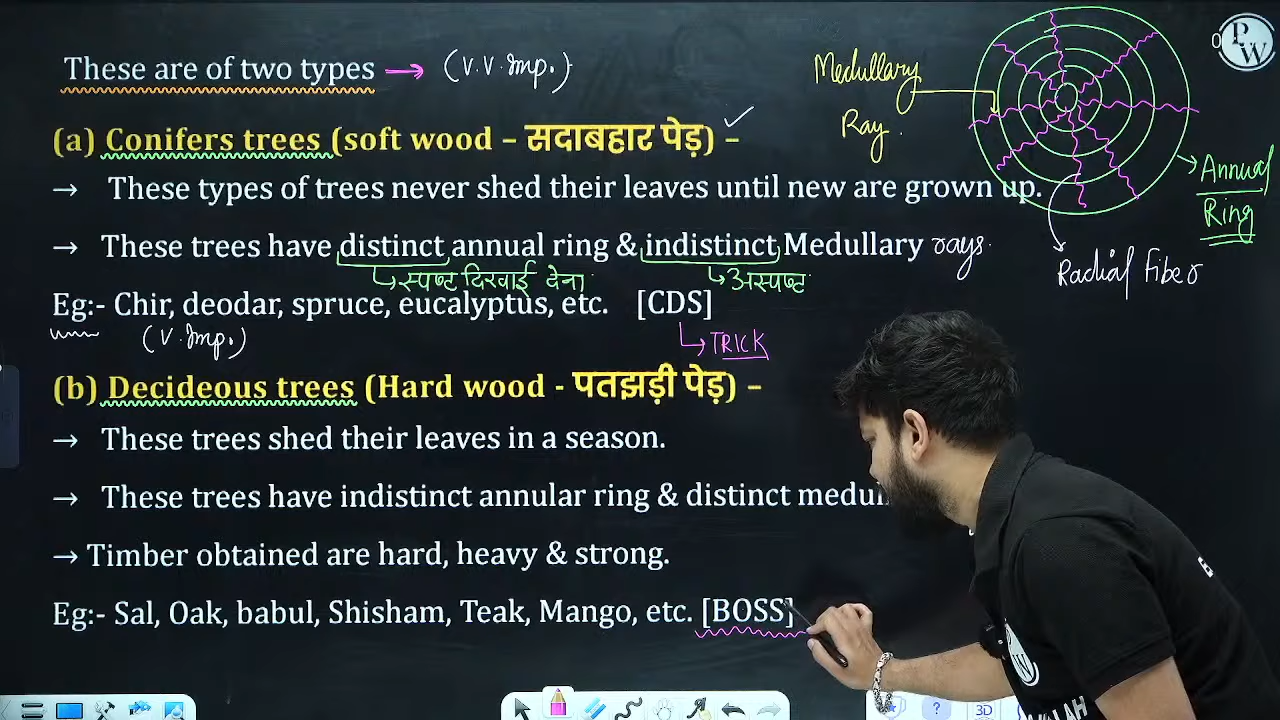 These are of two types → (V.V. Imp.)
(a) Conifers trees (soft wood – सदाबहार पेड़) –
→ These types of trees never shed their leaves until new are grown up.
→ These trees have distinct annual ring & indistinct Medullary rays.
स्पष्ट दिखाई देना
अस्पष्ट
Eg:- Chir, deodar, spruce, eucalyptus, etc. [CDS]
(V. Imp.)
TRICK
(b) Decideous trees (Hard wood - पतझड़ी पेड़) –
→ These trees shed their leaves in a season.
→ These trees have indistinct annular ring & distinct
→ Timber obtained are hard, heavy & strong.
Eg:- Sal, Oak, babul, Shisham, Teak, Mango, etc. [BOSS]
Medullary
Ray.
Annual
Ring
Radial Fiber
PW
3D